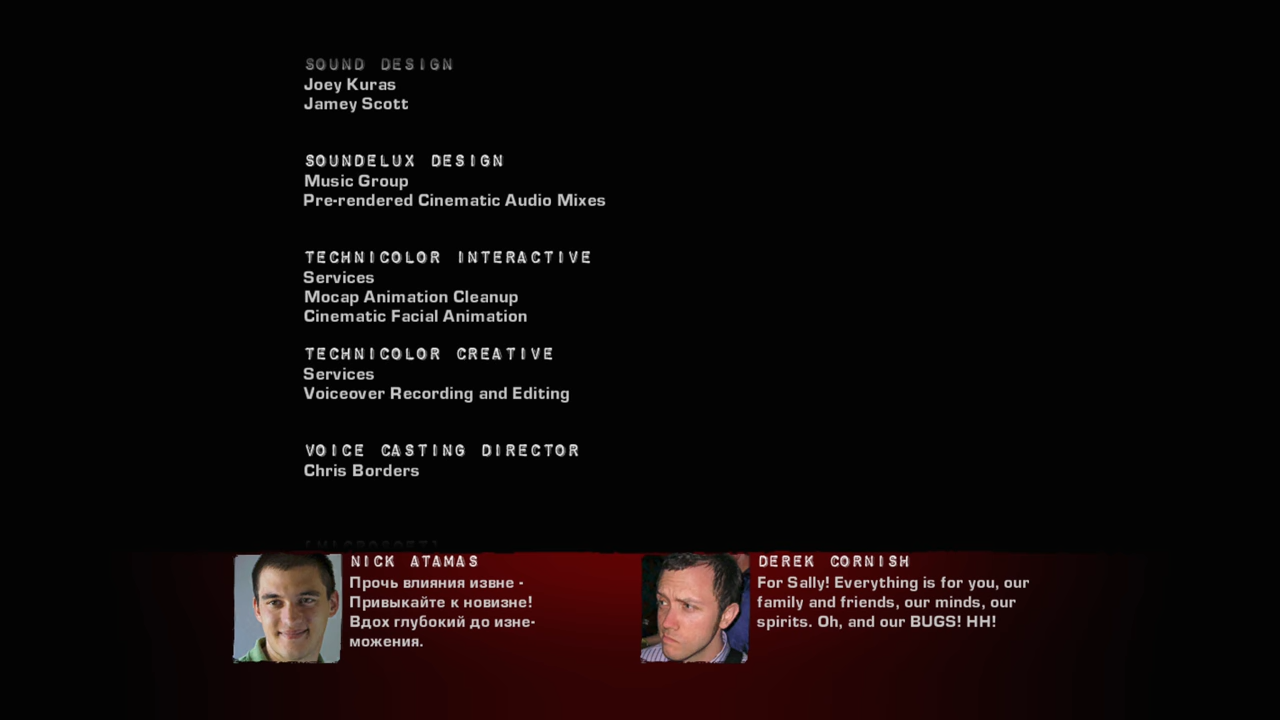 SOUND DESIGN
Joey Kuras
Jamey Scott
SOUNDELUX DESIGN
Music Group
Pre-rendered Cinematic Audio Mixes
TECHNICOLOR INTERACTIVE
Services
Mocap Animation Cleanup
Cinematic Facial Animation
TECHNICOLOR CREATIVE
Services
Voiceover Recording and Editing
VOICE CASTING DIRECTOR
Chris Borders
[MICROSOFT]
NICK ATAMAS
Прочь влияния извне -
Привыкайте к новизне!
Вдох глубокий до изне-
можения.
DEREK CORNISH
For Sally! Everything is for you, our
family and friends, our minds, our
spirits. Oh, and our BUGS! HH!